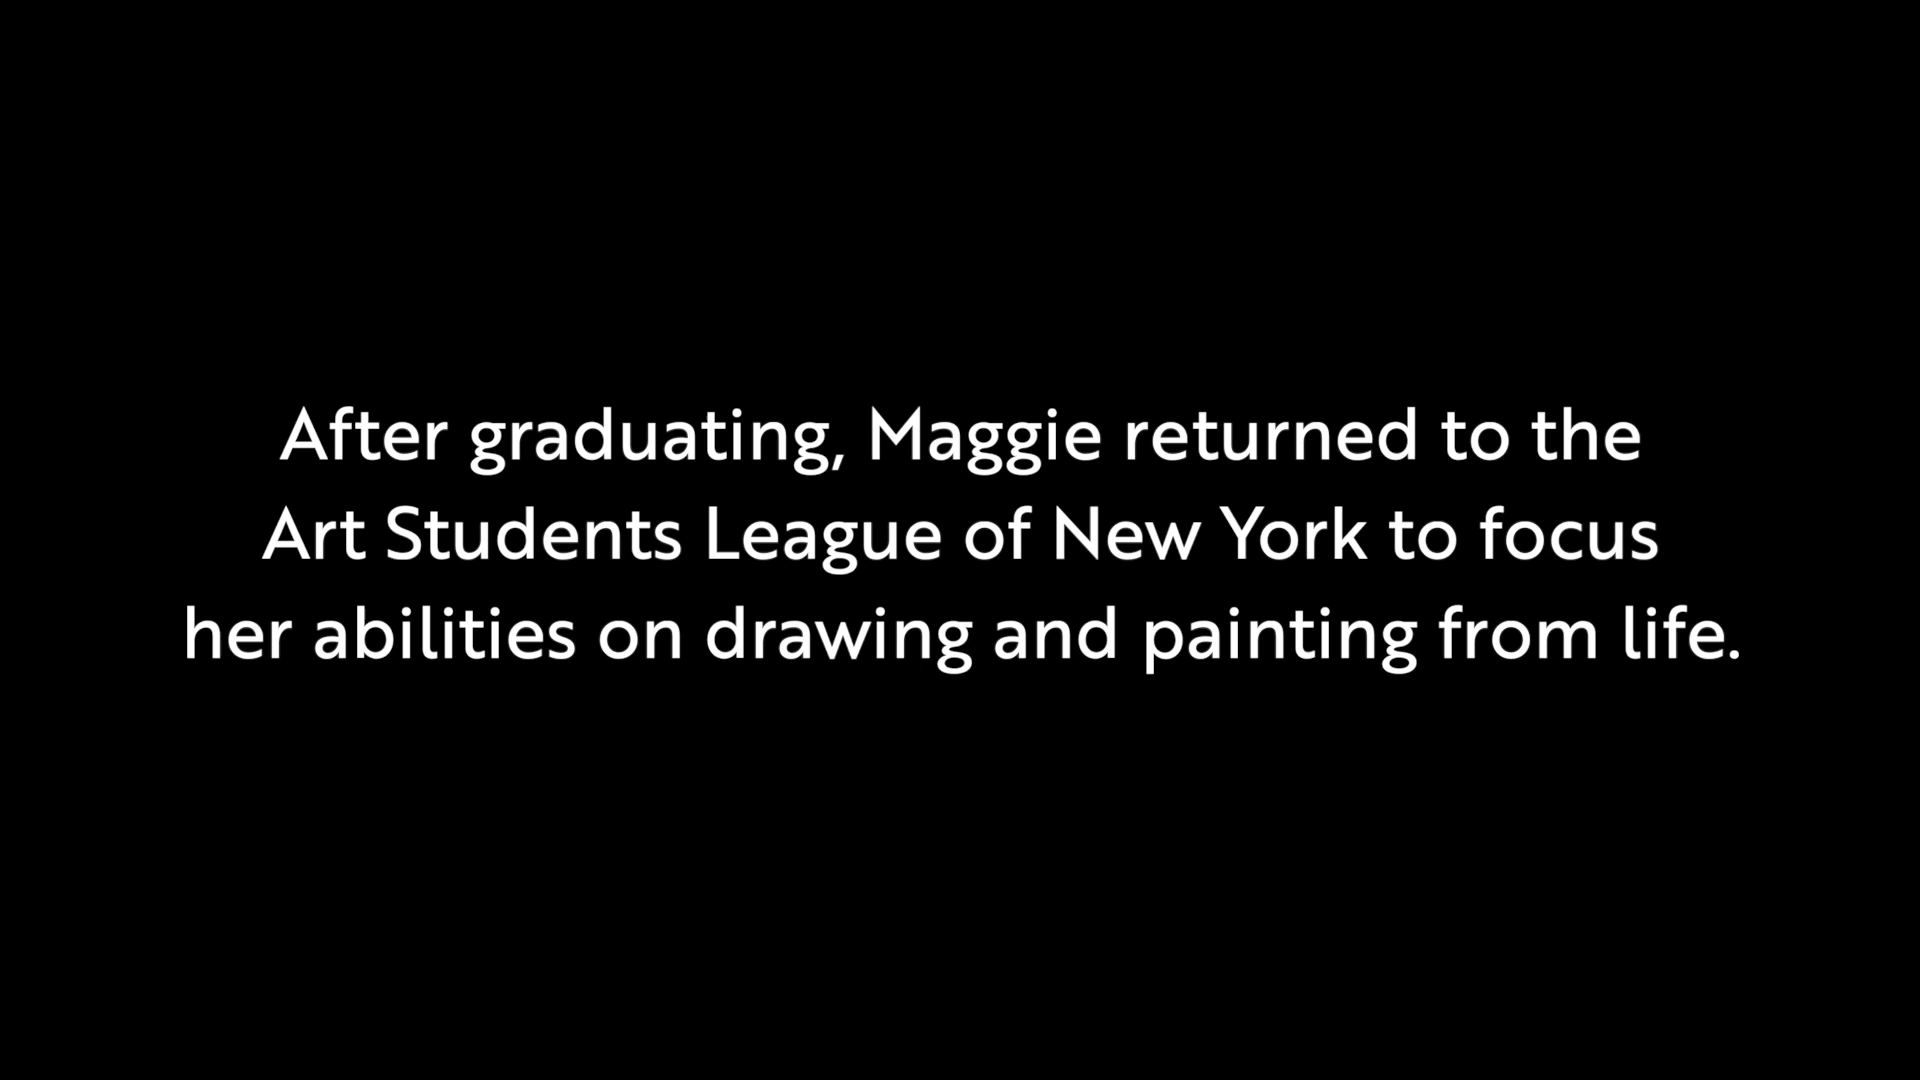 After graduating, Maggie returned to the
Art Students League of New York to focus
her abilities on drawing and painting from life.